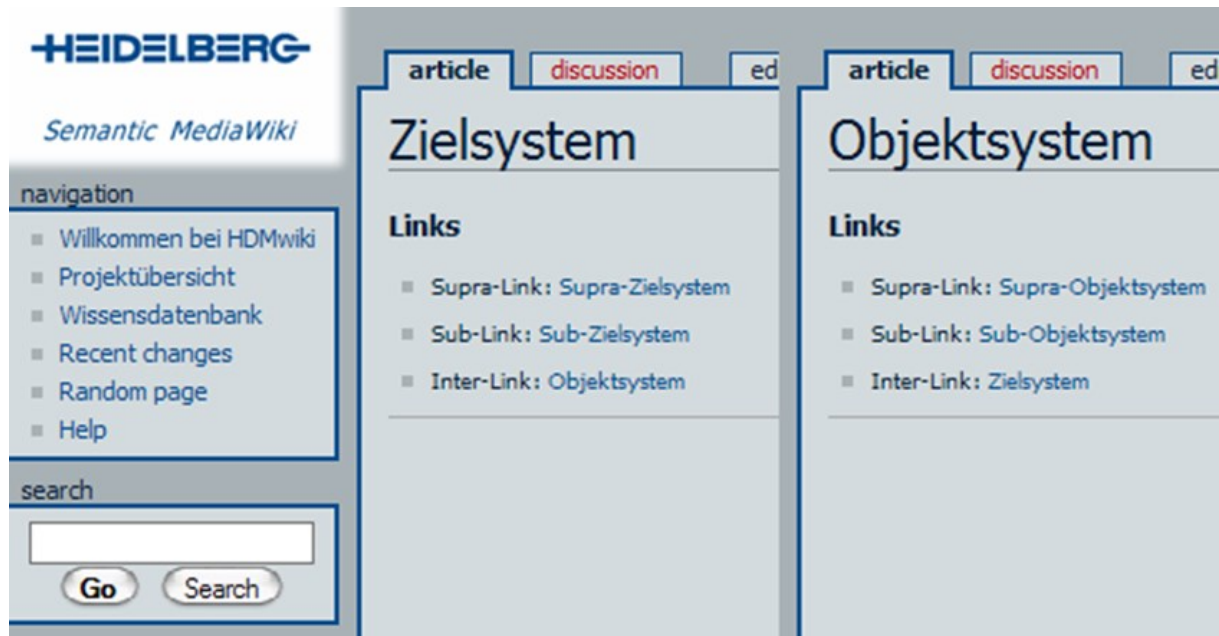 HEIDELBERG
Semantic MediaWiki
navigation
Willkommen bei HDMwiki
Projektübersicht
Wissensdatenbank
Recent changes
Random page
Help
search
Go Search
article discussion ed
Zielsystem
Links
Supra-Link: Supra-Zielsystem
Sub-Link: Sub-Zielsystem
Inter-Link: Objektsystem
article discussion ed
Objektsystem
Links
Supra-Link: Supra-Objektsystem
Sub-Link: Sub-Objektsystem
Inter-Link: Zielsystem